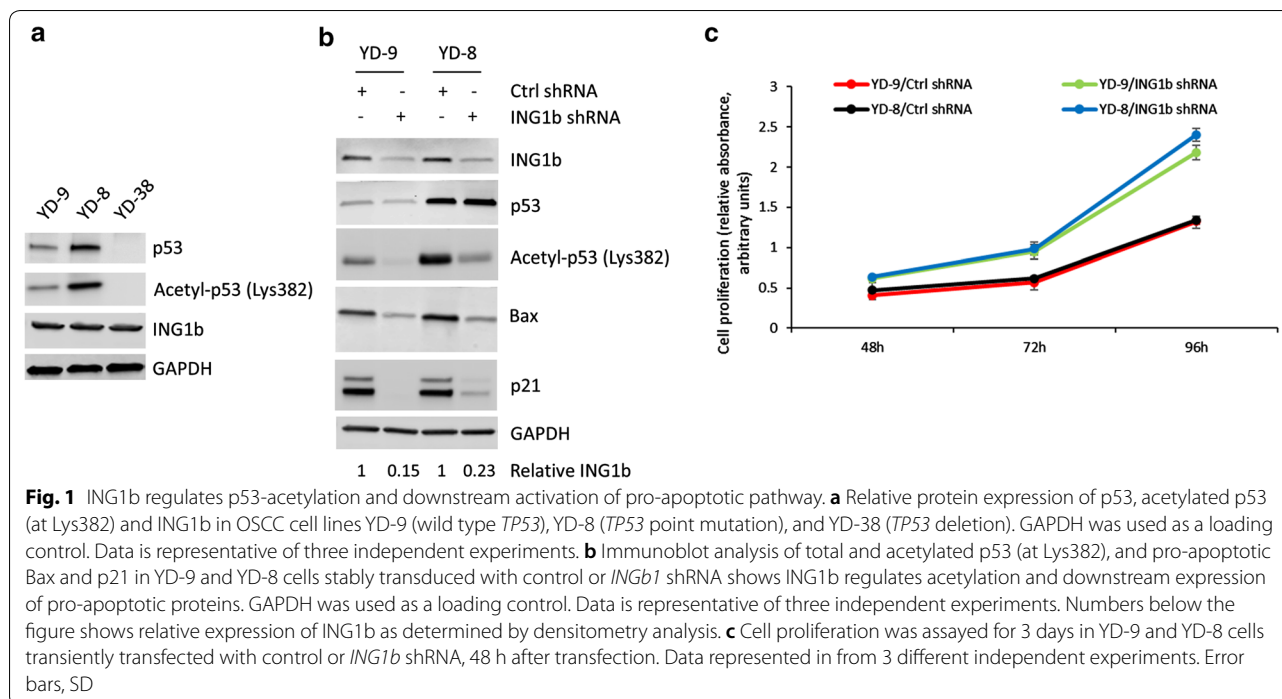 a
YD-9 YD-8 YD-38
p53
Acetyl-p53 (Lys382)
ING1b
GAPDH
b
YD-9 YD-8
+ - + - Ctrl shRNA
- + - + ING1b shRNA
ING1b
p53
Acetyl-p53 (Lys382)
Bax
p21
GAPDH
1 0.15 1 0.23 Relative ING1b
c
YD-9/Ctrl shRNA YD-9/ING1b shRNA
YD-8/Ctrl shRNA YD-8/ING1b shRNA
Cell proliferation (relative absorbance,
arbitrary units)
3
2.5
2
1.5
1
0.5
0
48h 72h 96h
Fig. 1 ING1b regulates p53-acetylation and downstream activation of pro-apoptotic pathway. a Relative protein expression of p53, acetylated p53
(at Lys382) and ING1b in OSCC cell lines YD-9 (wild type TP53), YD-8 (TP53 point mutation), and YD-38 (TP53 deletion). GAPDH was used as a loading
control. Data is representative of three independent experiments. b Immunoblot analysis of total and acetylated p53 (at Lys382), and pro-apoptotic
Bax and p21 in YD-9 and YD-8 cells stably transduced with control or INGb1 shRNA shows ING1b regulates acetylation and downstream expression
of pro-apoptotic proteins. GAPDH was used as a loading control. Data is representative of three independent experiments. Numbers below the
figure shows relative expression of ING1b as determined by densitometry analysis. c Cell proliferation was assayed for 3 days in YD-9 and YD-8 cells
transiently transfected with control or ING1b shRNA, 48 h after transfection. Data represented in from 3 different independent experiments. Error
bars, SD